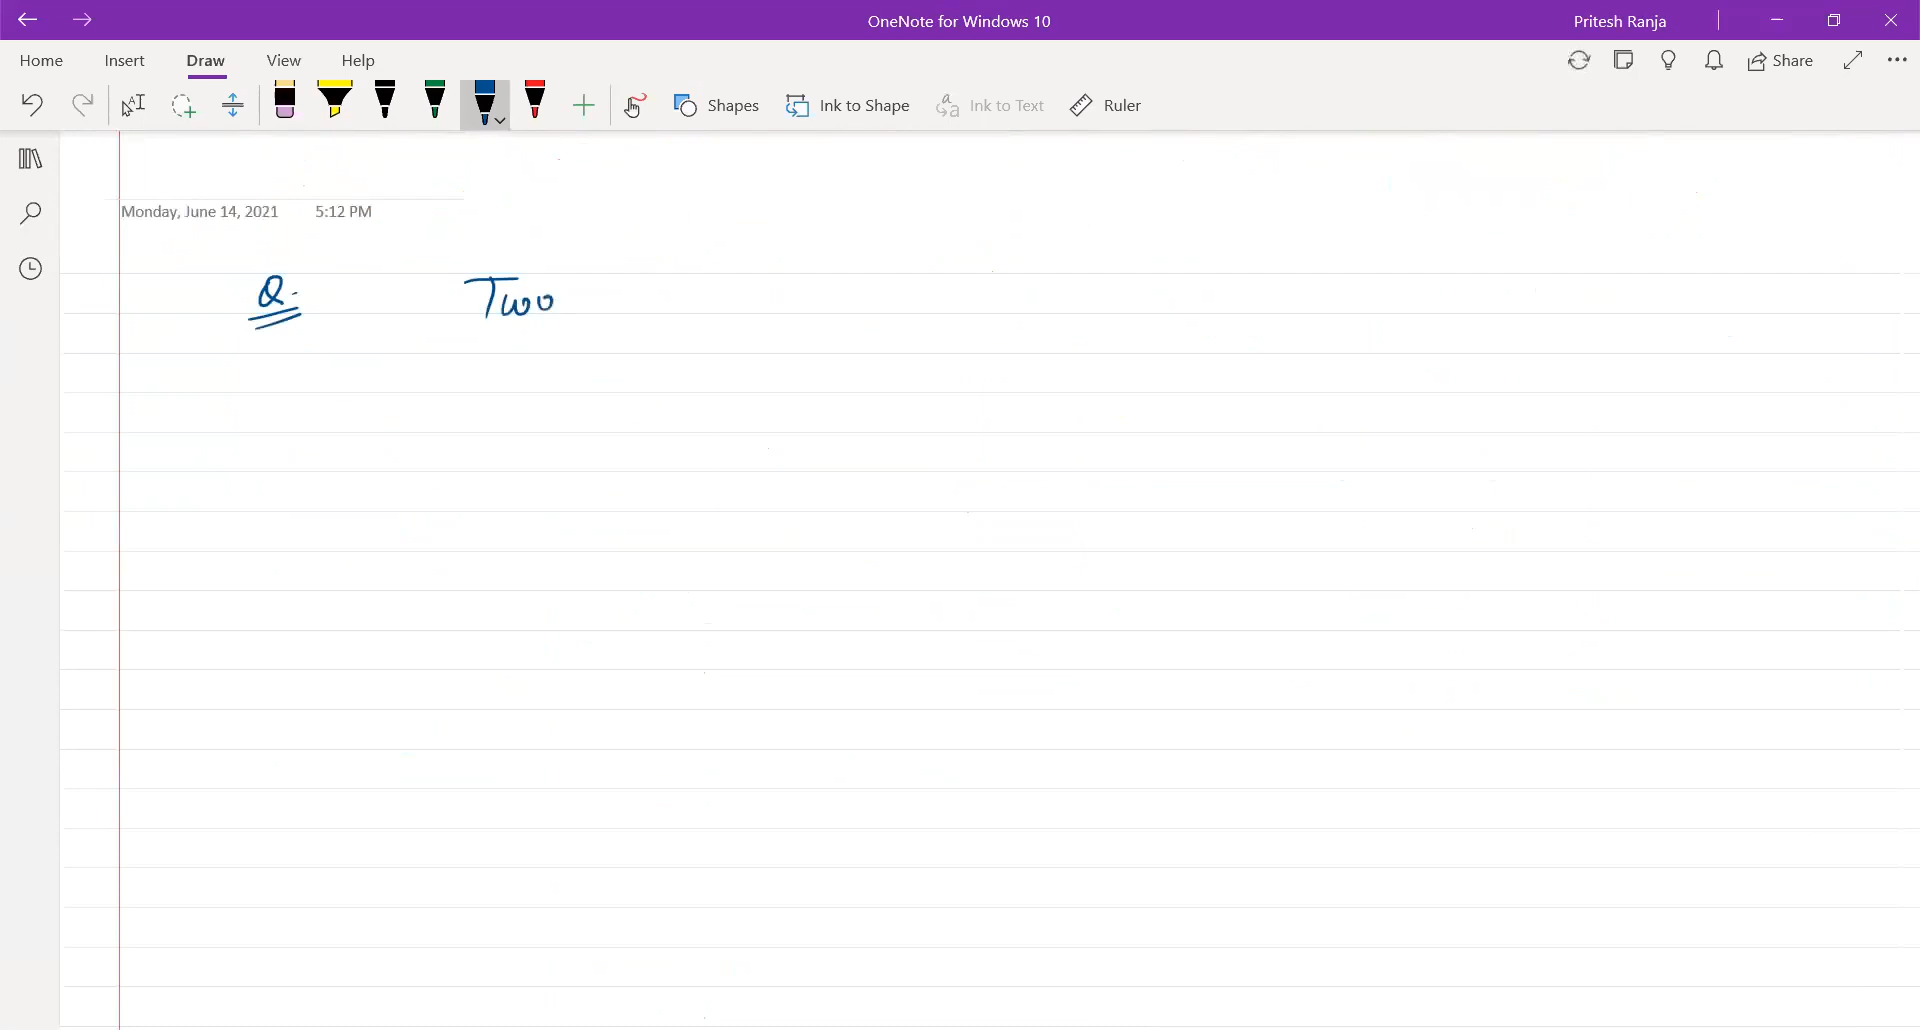 OneNote for Windows 10 Pritesh Ranja
Home Insert Draw View Help Share
Shapes Ink to Shape Ink to Text Ruler
Monday, June 14, 2021 5:12 PM
Q. Two